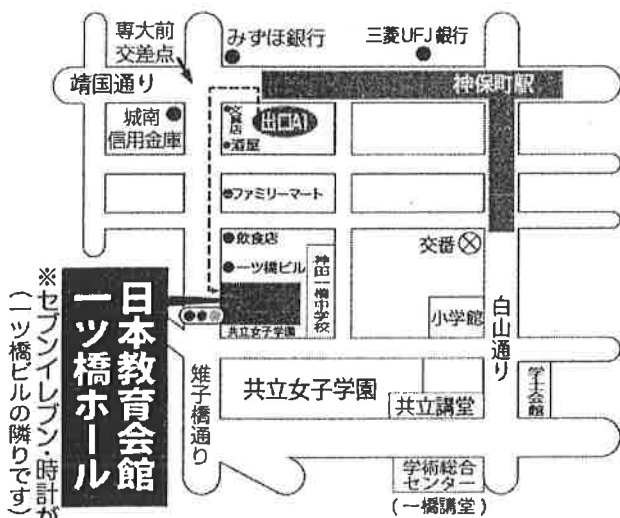 専大前
交差点
みずほ銀行
三菱UFJ銀行
靖国通り
神保町駅
城南
信用金庫
文食店
出口A1
酒屋
ファミリーマート
飲食店
一ツ橋ビル
神田一橋中学校
交番
小学館
白山通り
共立女子学園
日本教育会館
一ツ橋ホール
※セブンイレブン・時計が
（一ツ橋ビルの隣りです）
雉子橋通り
共立女子学園
共立講堂
学士会館
学術総合
センター
（一橋講堂）